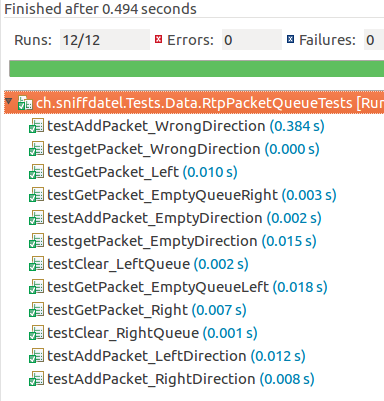 Finished after 0.494 seconds
Runs: 12/12 Errors: 0 Failures: 0
ch.sniffdatel.Tests.Data.RtpPacketQueueTests [Run
testAddPacket_WrongDirection (0.384 s)
testgetPacket_WrongDirection (0.000 s)
testGetPacket_Left (0.010 s)
testGetPacket_EmptyQueueRight (0.003 s)
testAddPacket_EmptyDirection (0.002 s)
testgetPacket_EmptyDirection (0.015 s)
testClear_LeftQueue (0.002 s)
testGetPacket_EmptyQueueLeft (0.018 s)
testGetPacket_Right (0.007 s)
testClear_RightQueue (0.001 s)
testAddPacket_LeftDirection (0.012 s)
testAddPacket_RightDirection (0.008 s)